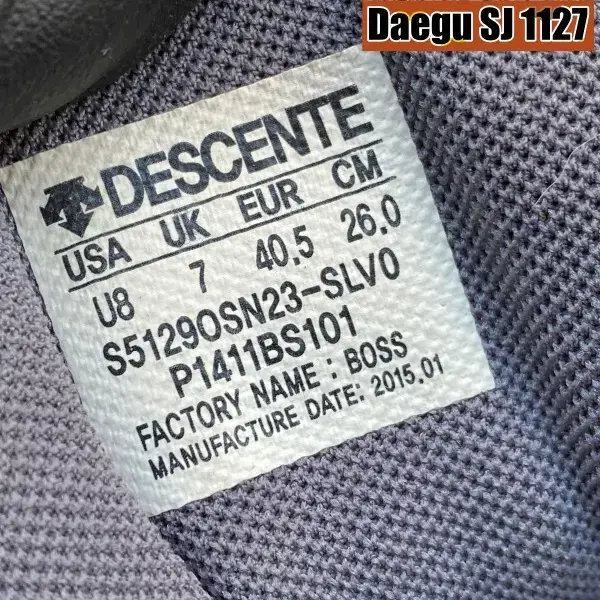 Daegu SJ 1127
DESCENTE
USA UK EUR CM
U8 7 40.5 26.0
S5129OSN23-SLV0
P1411BS101
FACTORY NAME : BOSS
MANUFACTURE DATE: 2015.01